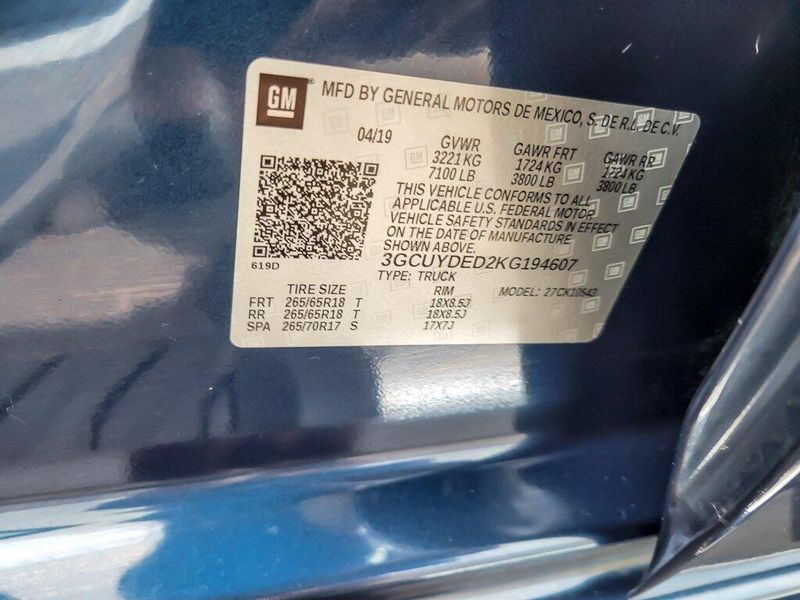 GM ® MFD BY GENERAL MOTORS DE MEXICO, S. DE R.L. DE C.V.
04/19 GVWR GAWR FRT GAWR RR
3221 KG 1724 KG 1724 KG
7100 LB 3800 LB 3800 LB
THIS VEHICLE CONFORMS TO ALL
APPLICABLE U.S. FEDERAL MOTOR
VEHICLE SAFETY STANDARDS IN EFFECT
ON THE DATE OF MANUFACTURE
SHOWN ABOVE.
619D
3GCUYDED2KG194607
TYPE: TRUCK
TIRE SIZE RIM MODEL: 27CK10543
FRT 265/65R18 T 18X8.5J
RR 265/65R18 T 18X8.5J
SPA 265/70R17 S 17X7J